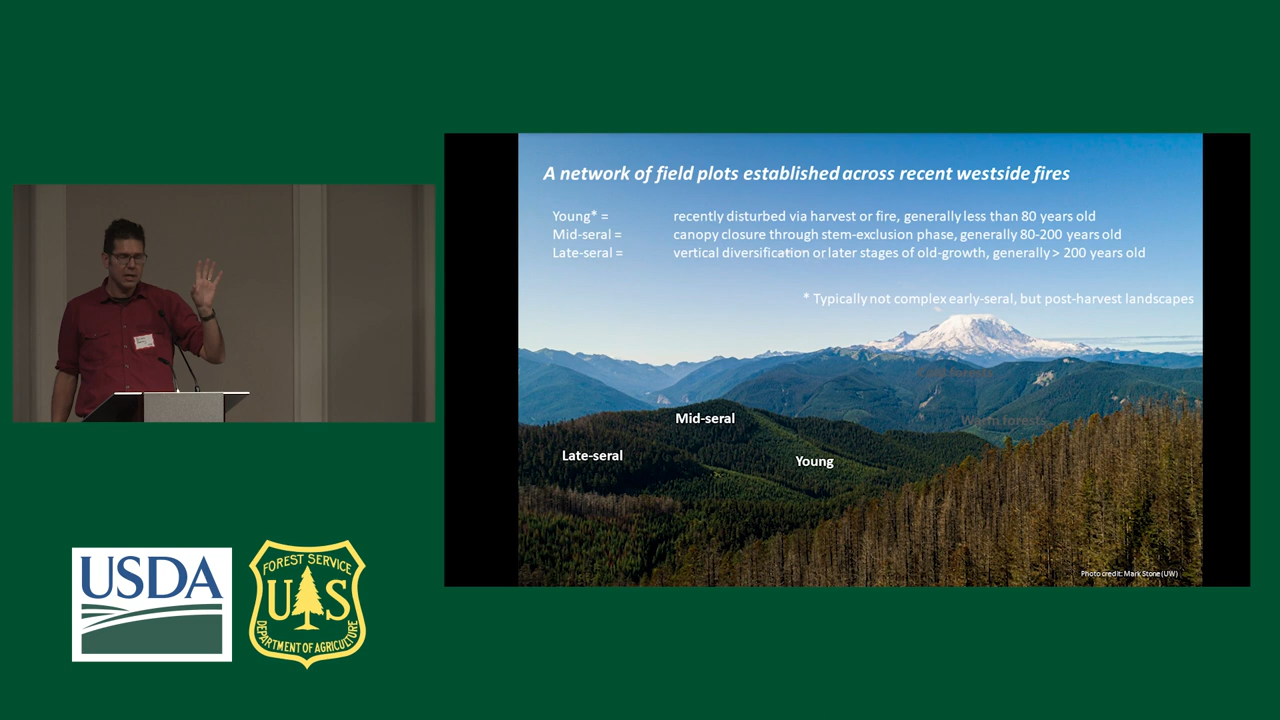 A network of field plots established across recent westside fires
Young* = recently disturbed via harvest or fire, generally less than 80 years old
Mid-seral = canopy closure through stem-exclusion phase, generally 80-200 years old
Late-seral = vertical diversification or later stages of old-growth, generally > 200 years old
* Typically not complex early-seral, but post-harvest landscapes
Cold forests
Warm forests
Mid-seral
Late-seral
Young
Photo credit: Mark Stone (UW)
USDA
FOREST SERVICE
U S
DEPARTMENT OF AGRICULTURE